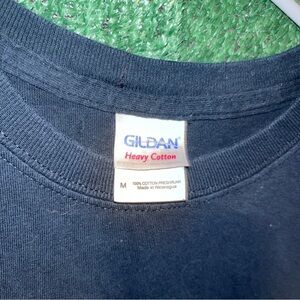 GILDAN
Heavy Cotton
M 100% COTTON PRESHRUNK
Made in Nicaragua